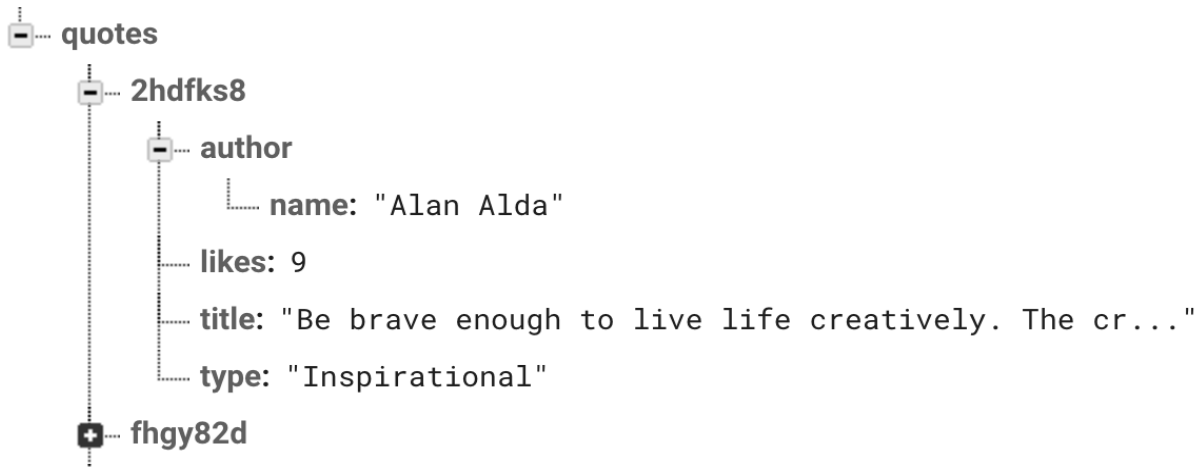 quotes
2hdfks8
author
name: "Alan Alda"
likes: 9
title: "Be brave enough to live life creatively. The cr..."
type: "Inspirational"
fhgy82d